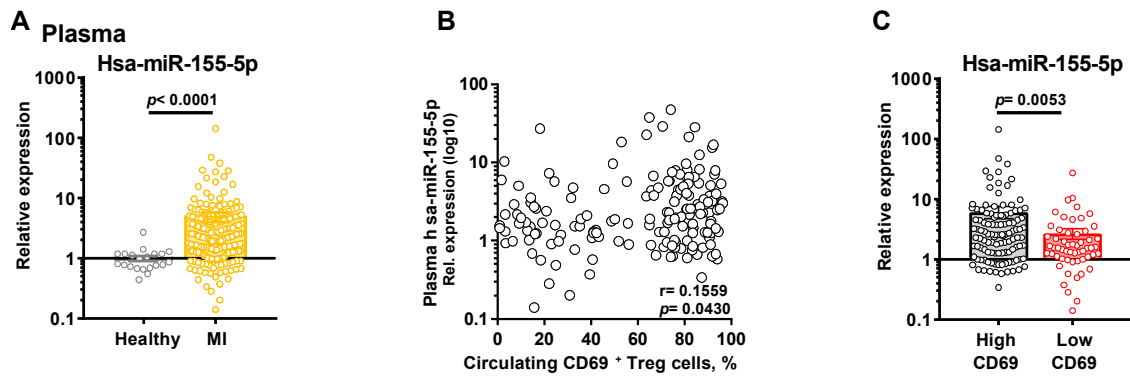 A
Plasma
Hsa-miR-155-5p
p< 0.0001
1000
100
10
1
0.1
Relative expression
Healthy
MI
B
Plasma hsa-miR-155-5p
Rel. expression (log10)
100
10
1
0.1
r= 0.1559
p= 0.0430
0 20 40 60 80 100
Circulating CD69 + Treg cells, %
C
Hsa-miR-155-5p
p= 0.0053
1000
100
10
1
0.1
Relative expression
High
CD69
Low
CD69